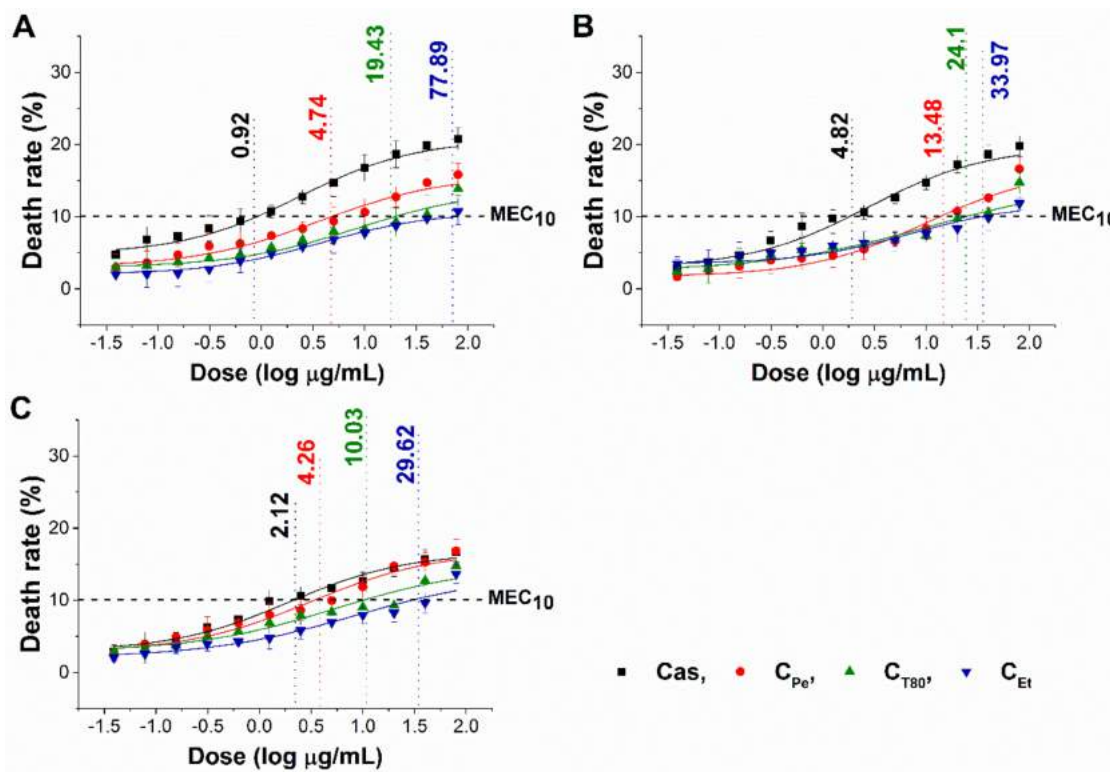 A
Death rate (%)
30
20
10
0
0.92
4.74
19.43
77.89
MEC10
-1.5 -1.0 -0.5 0.0 0.5 1.0 1.5 2.0
Dose (log µg/mL)
B
Death rate (%)
30
20
10
0
4.82
13.48
24.1
33.97
MEC10
-1.5 -1.0 -0.5 0.0 0.5 1.0 1.5 2.0
Dose (log µg/mL)
C
Death rate (%)
30
20
10
0
2.12
4.26
10.03
29.62
MEC10
-1.5 -1.0 -0.5 0.0 0.5 1.0 1.5 2.0
Dose (log µg/mL)
Cas, CPe, CT80, CEt